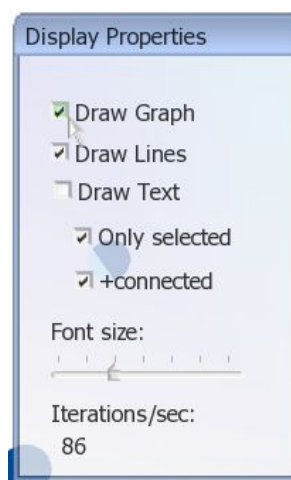 Display Properties
Draw Graph
Draw Lines
Draw Text
Only selected
+connected
Font size:
Iterations/sec:
86